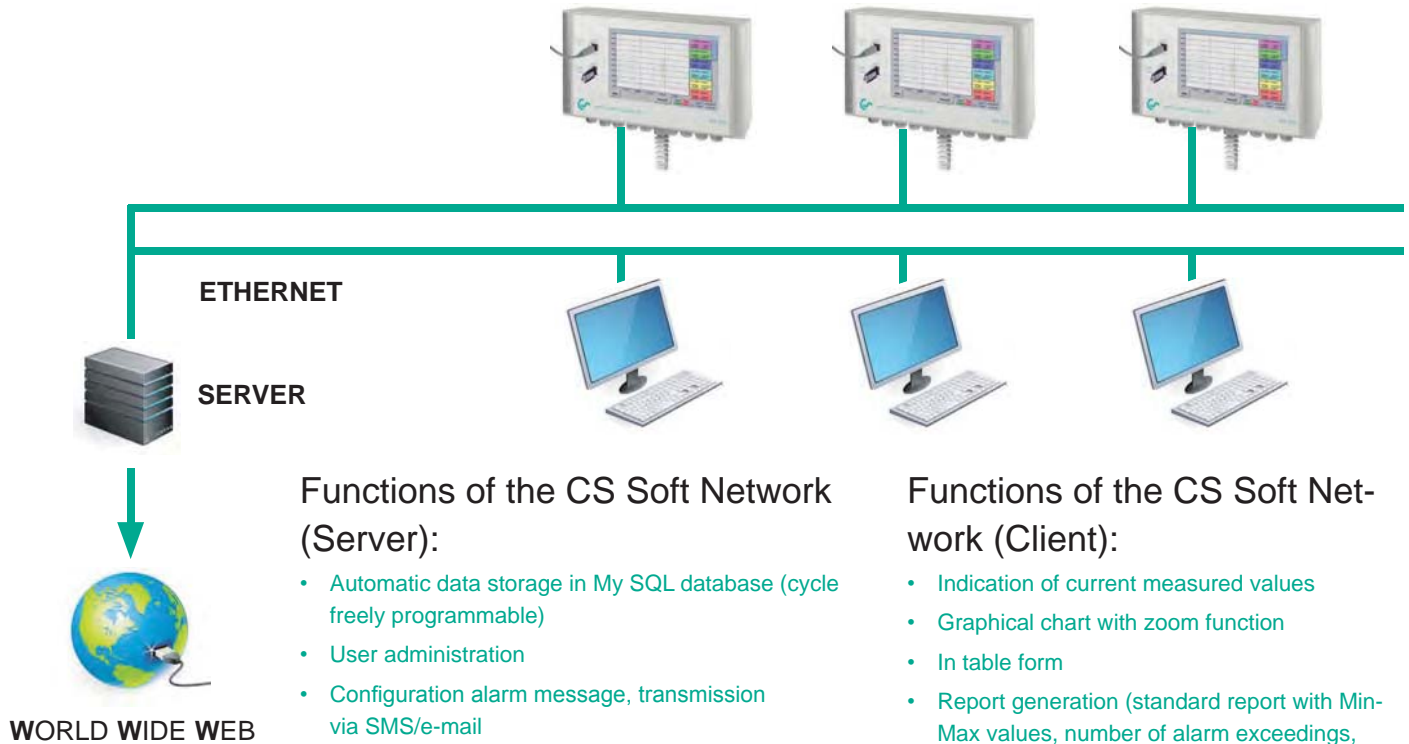 ETHERNET
SERVER
WORLD WIDE WEB
Functions of the CS Soft Network
(Server):
• Automatic data storage in My SQL database (cycle
freely programmable)
• User administration
• Configuration alarm message, transmission
via SMS/e-mail
Functions of the CS Soft Net-
work (Client):
• Indication of current measured values
• Graphical chart with zoom function
• In table form
• Report generation (standard report with Min-
Max values, number of alarm exceedings,